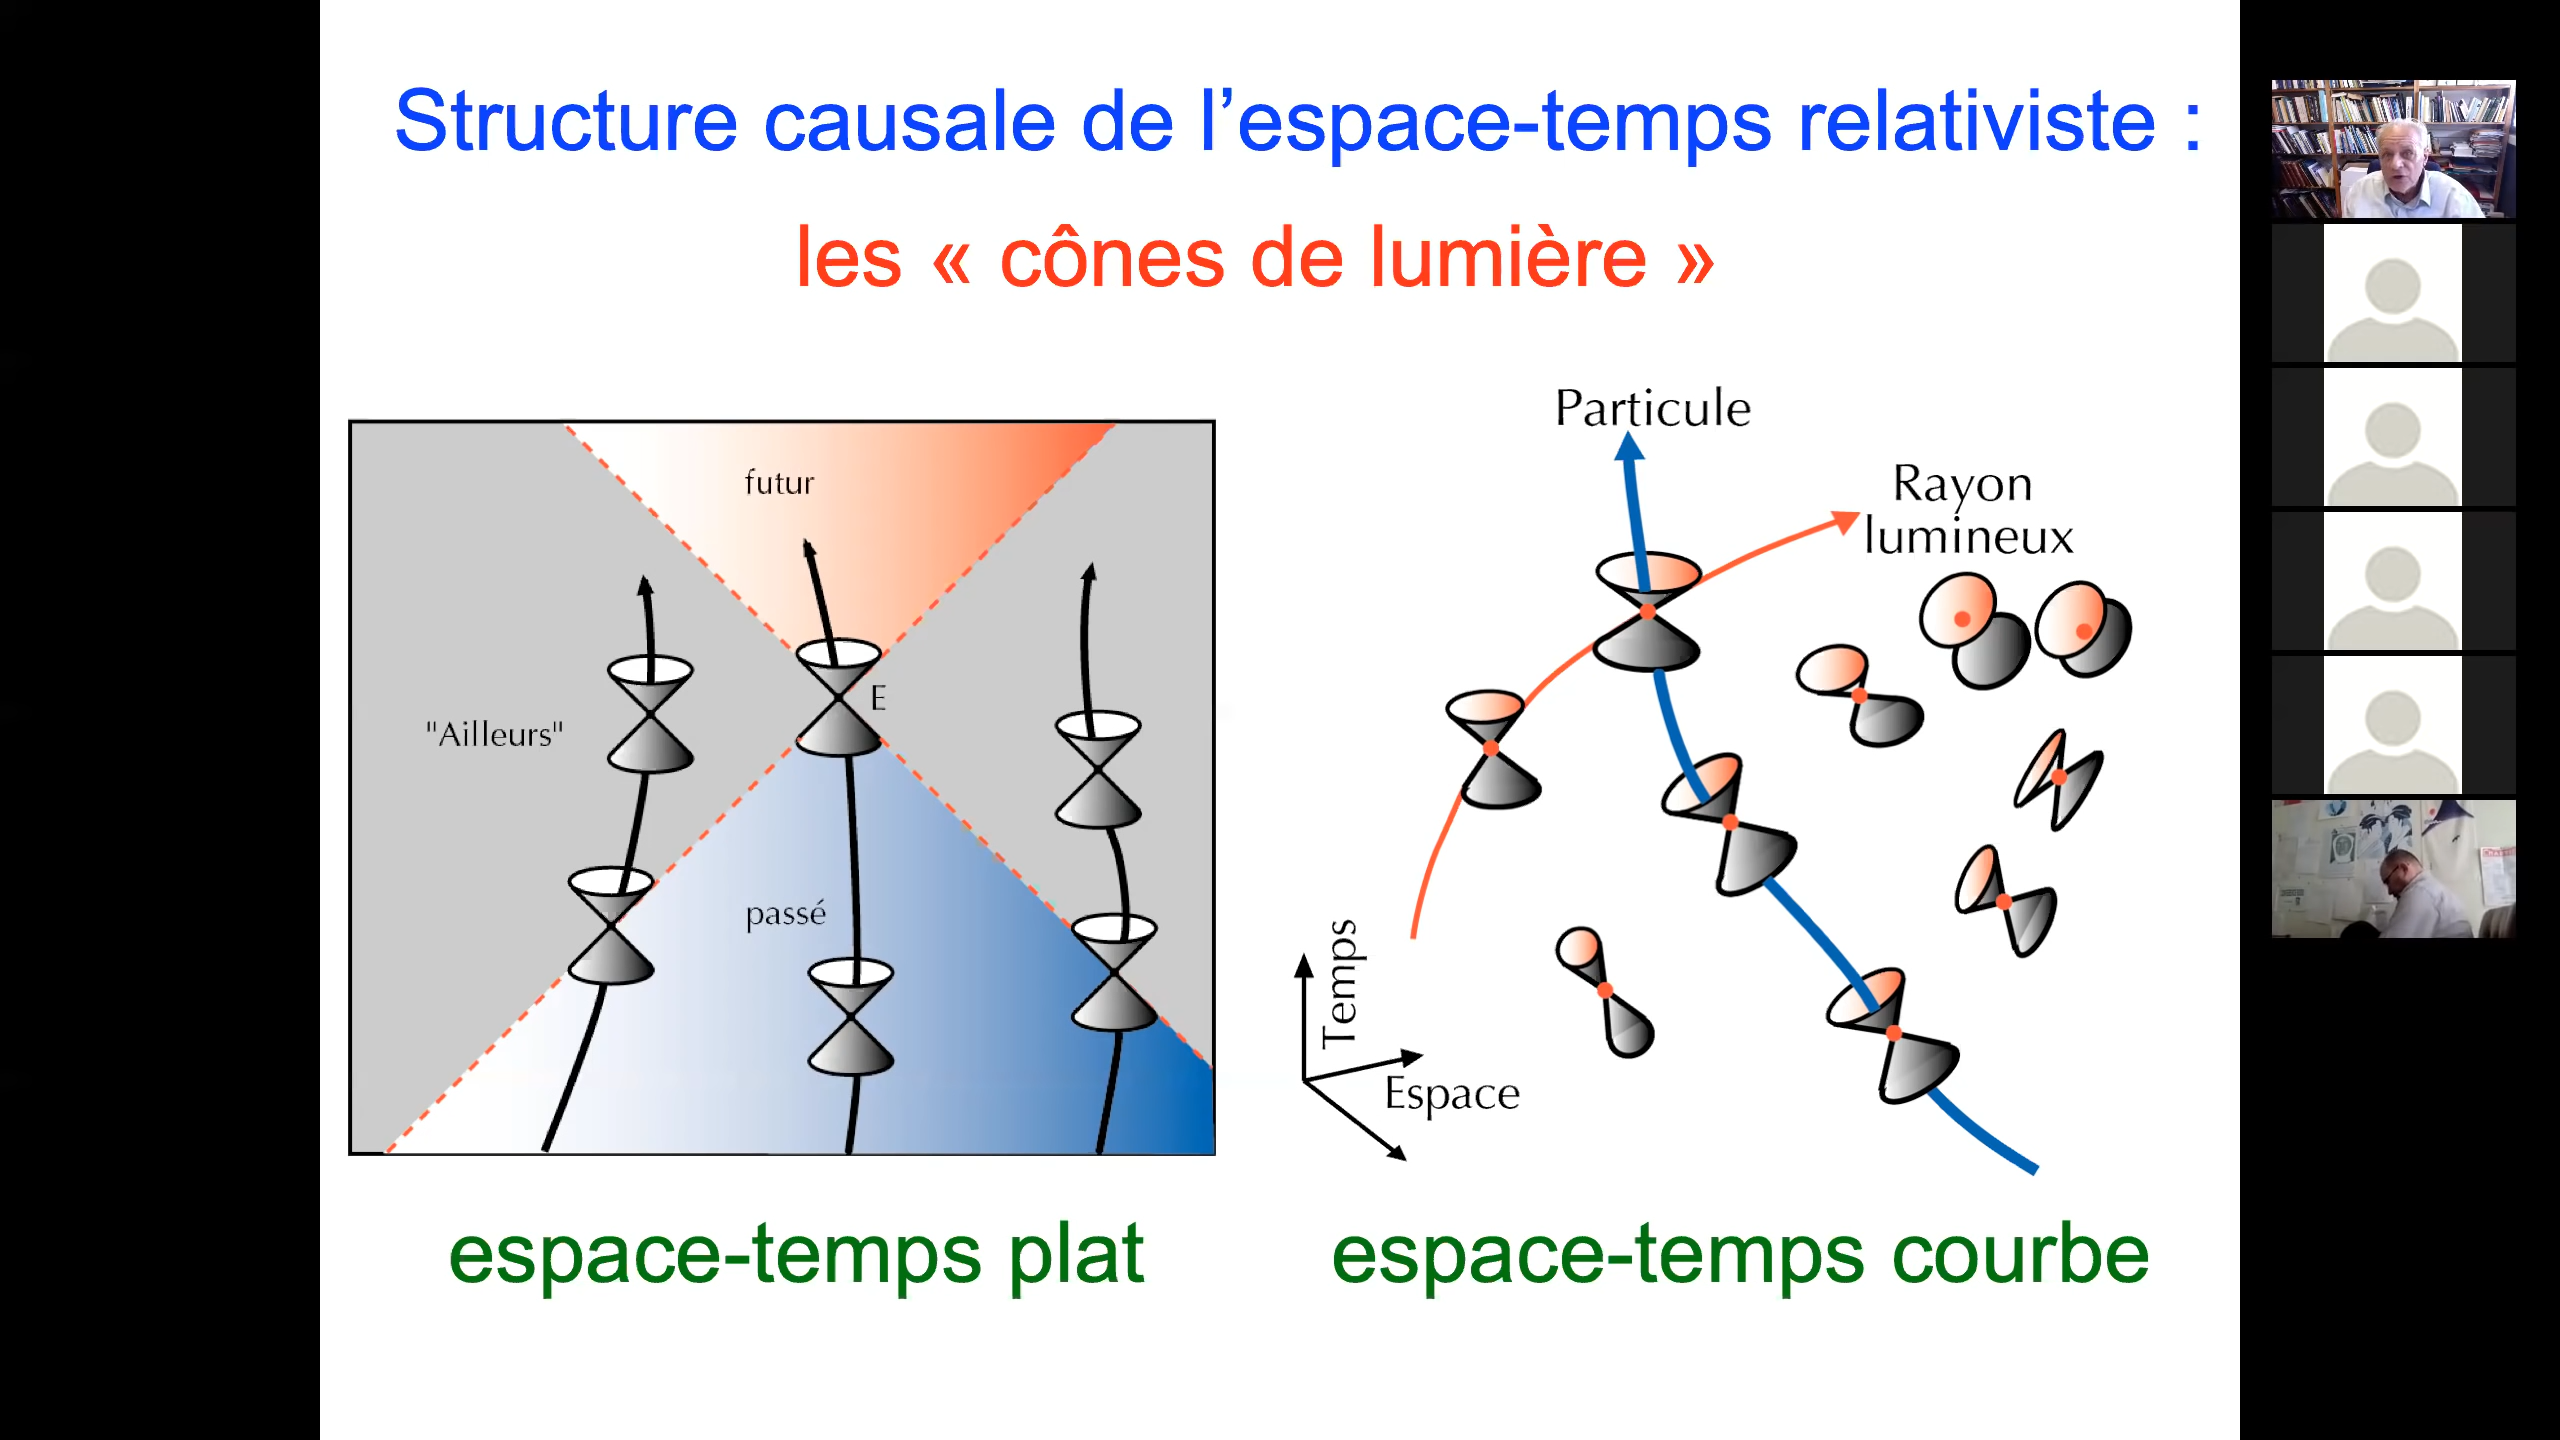 Structure causale de l’espace-temps relativiste :
les « cônes de lumière »
futur
"Ailleurs"
E
passé
espace-temps plat
Particule
Rayon
lumineux
Temps
Espace
espace-temps courbe